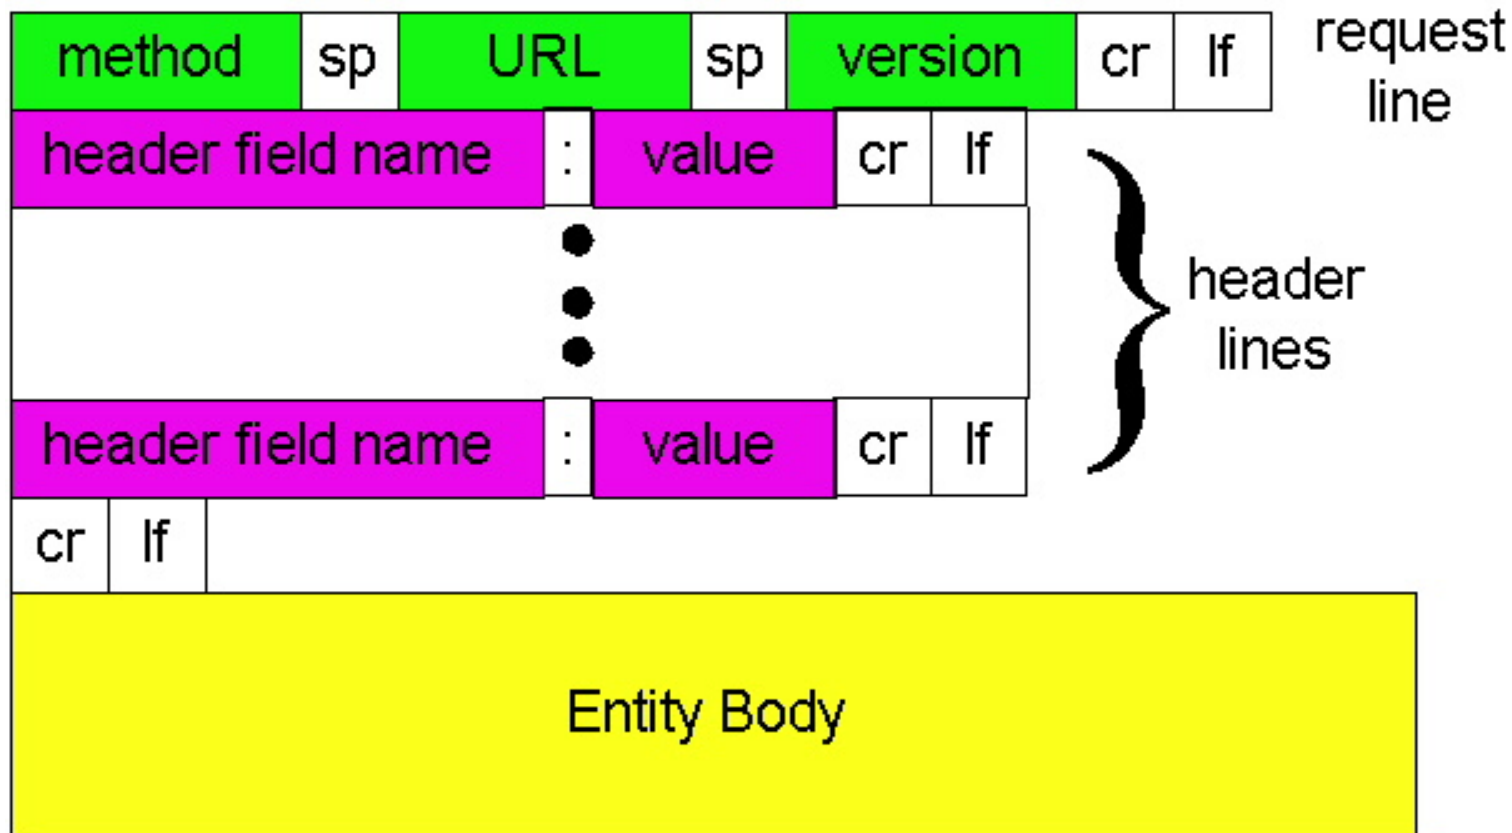 method sp URL sp version cr lf
request
line
header field name : value cr lf
header
lines
header field name : value cr lf
cr lf
Entity Body